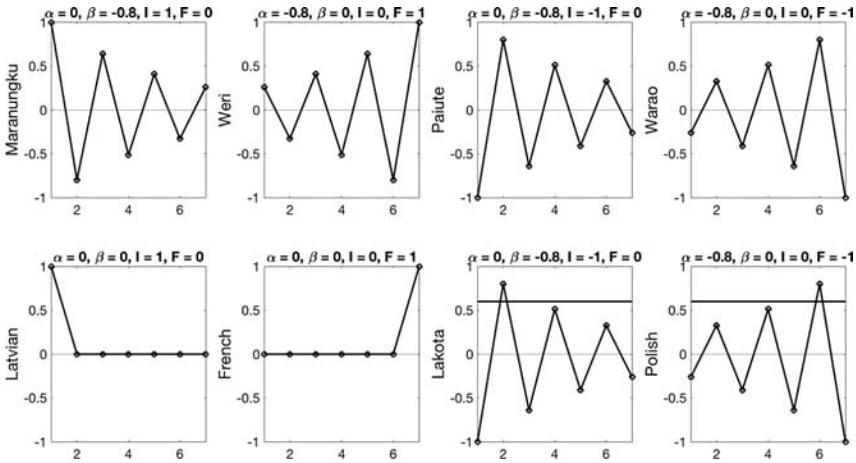 α = 0, β = -0.8, I = 1, F = 0
α = -0.8, β = 0, I = 0, F = 1
α = 0, β = -0.8, I = -1, F = 0
α = -0.8, β = 0, I = 0, F = -1
Maranungku
1
0.5
0
-0.5
-1
2 4 6
Weri
1
0.5
0
-0.5
-1
2 4 6
Paiute
1
0.5
0
-0.5
-1
2 4 6
Warao
1
0.5
0
-0.5
-1
2 4 6
α = 0, β = 0, I = 1, F = 0
α = 0, β = 0, I = 0, F = 1
α = 0, β = -0.8, I = -1, F = 0
α = -0.8, β = 0, I = 0, F = -1
Latvian
1
0.5
0
-0.5
-1
2 4 6
French
1
0.5
0
-0.5
-1
2 4 6
Lakota
1
0.5
0
-0.5
-1
2 4 6
Polish
1
0.5
0
-0.5
-1
2 4 6